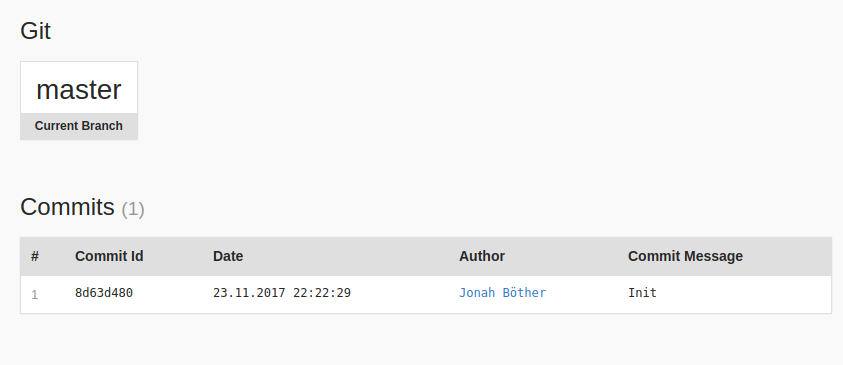 Git
master
Current Branch
Commits (1)
# Commit Id Date Author Commit Message
1 8d63d480 23.11.2017 22:22:29 Jonah Böther Init